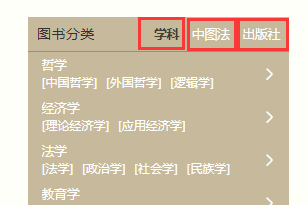 图书分类 学科 中图法 出版社
哲学
[中国哲学] [外国哲学] [逻辑学]
经济学
[理论经济学] [应用经济学]
法学
[法学] [政治学] [社会学] [民族学]
教育学